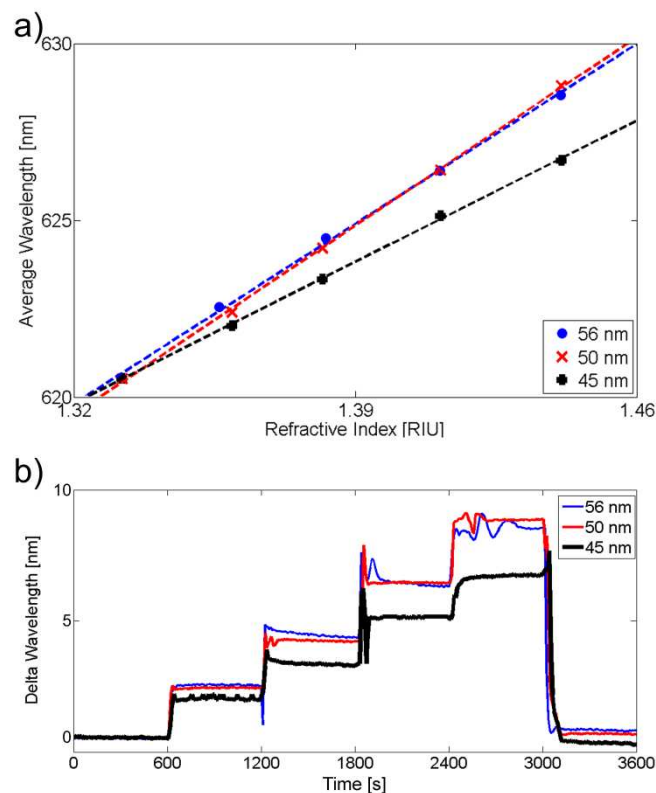 a)
630
625
620
Average Wavelength [nm]
56 nm
50 nm
45 nm
1.32
1.39
1.46
Refractive Index [RIU]
b)
10
5
0
Delta Wavelength [nm]
56 nm
50 nm
45 nm
0
600
1200
1800
2400
3000
3600
Time [s]